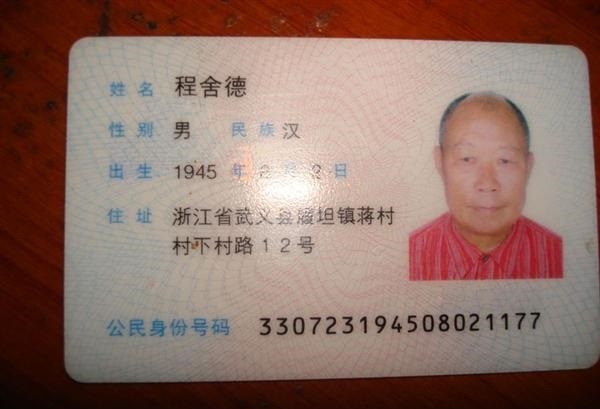 姓名 程舍德
性别 男 民族 汉
出生 1945 年 月 日
住址 浙江省武义县履坦镇蒋村
村下村路12号
公民身份号码 330723194508021177